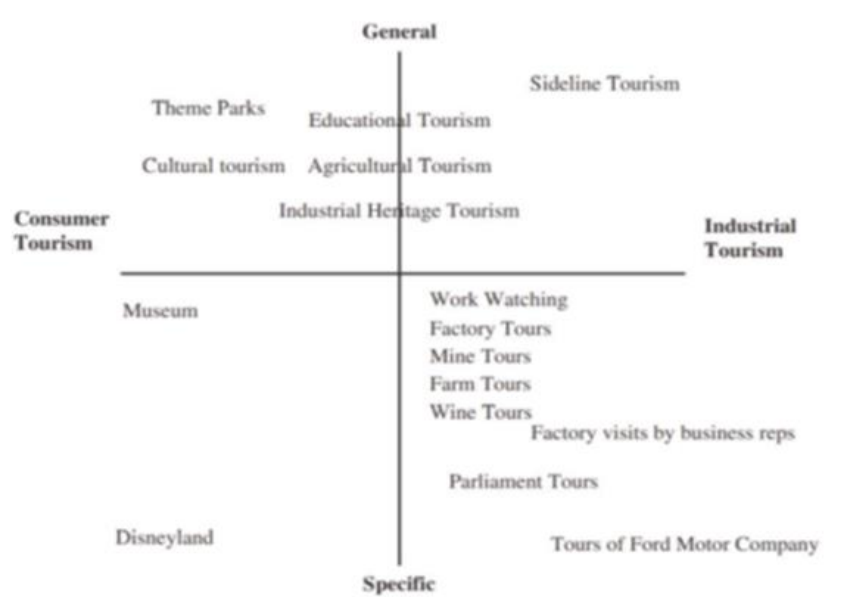 General
Sideline Tourism
Theme Parks
Educational Tourism
Cultural tourism
Agricultural Tourism
Industrial Heritage Tourism
Consumer
Tourism
Industrial
Tourism
Museum
Work Watching
Factory Tours
Mine Tours
Farm Tours
Wine Tours
Factory visits by business reps
Parliament Tours
Disneyland
Tours of Ford Motor Company
Specific